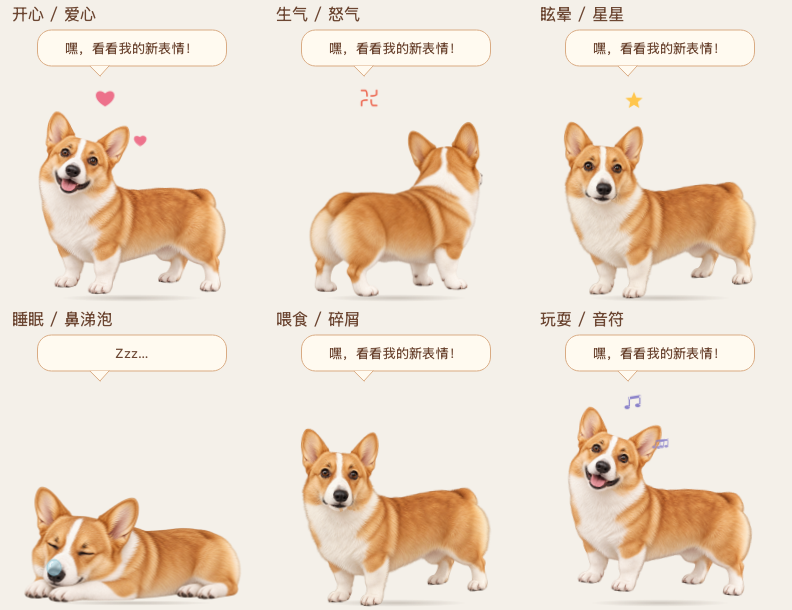 开心 / 爱心
嘿，看看我的新表情！
生气 / 怒气
嘿，看看我的新表情！
眩晕 / 星星
嘿，看看我的新表情！
睡眠 / 鼻涕泡
Zzz...
喂食 / 碎屑
嘿，看看我的新表情！
玩耍 / 音符
嘿，看看我的新表情！